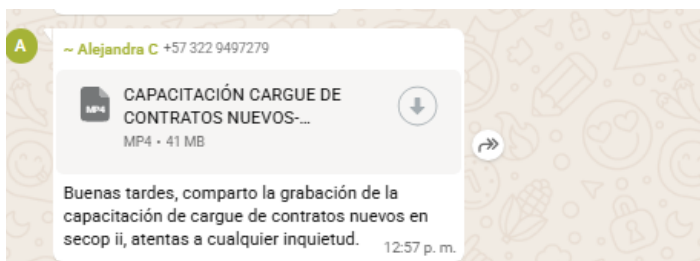 A
~ Alejandra C +57 322 9497279
MP4
CAPACITACIÓN CARGUE DE
CONTRATOS NUEVOS-...
MP4 • 41 MB
Buenas tardes, comparto la grabación de la
capacitación de cargue de contratos nuevos en
secop ii, atentas a cualquier inquietud.
12:57 p. m.